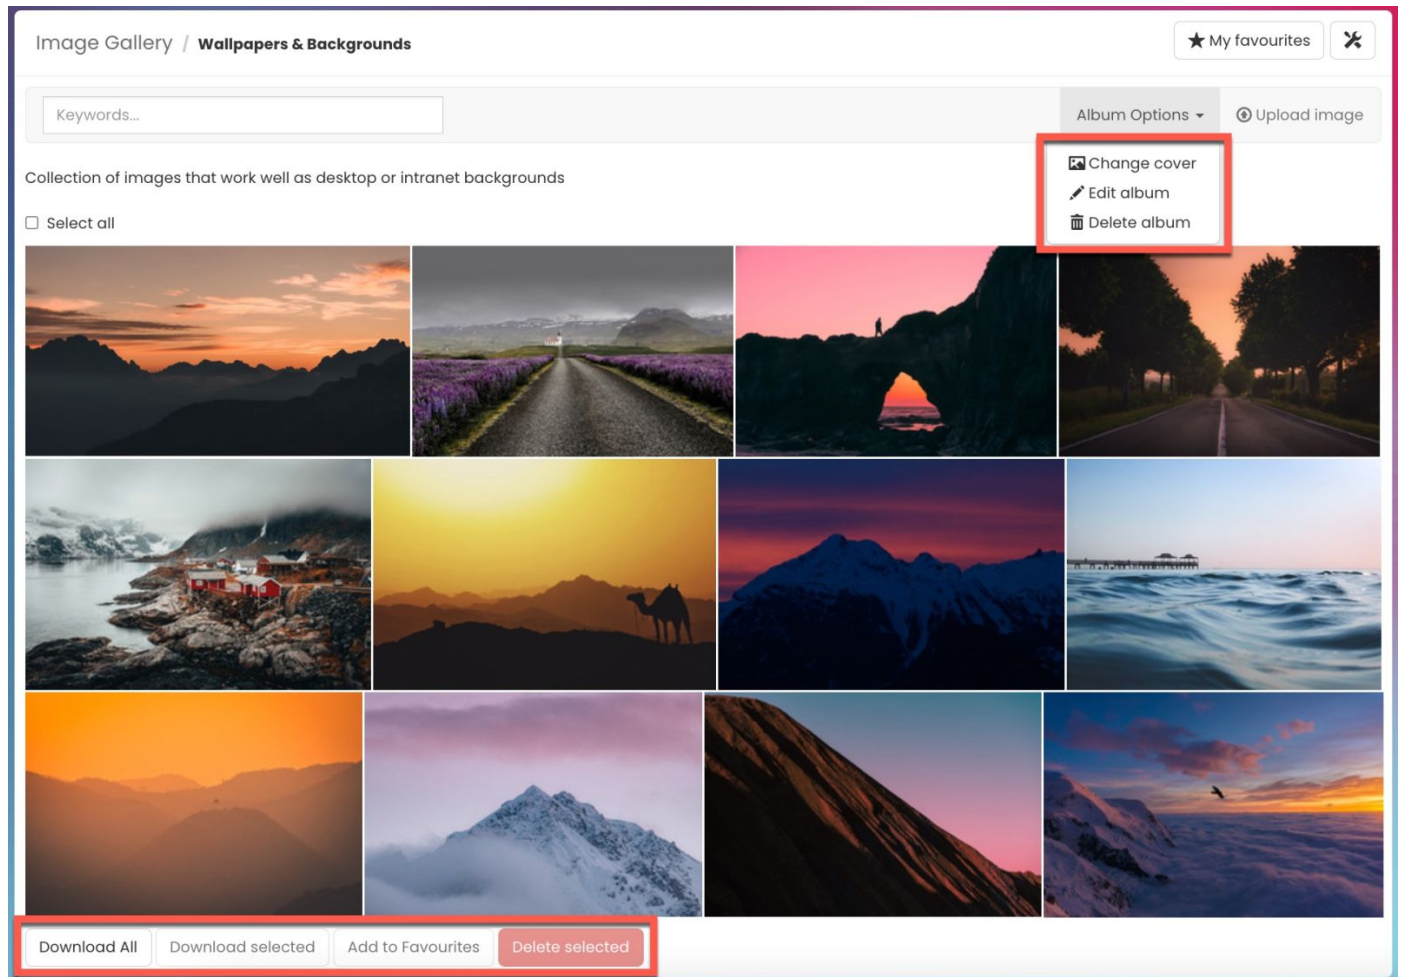 Image Gallery / Wallpapers & Backgrounds
My favourites
Keywords...
Album Options
Upload image
Change cover
Edit album
Delete album
Collection of images that work well as desktop or intranet backgrounds
Select all
Download All
Download selected
Add to Favourites
Delete selected